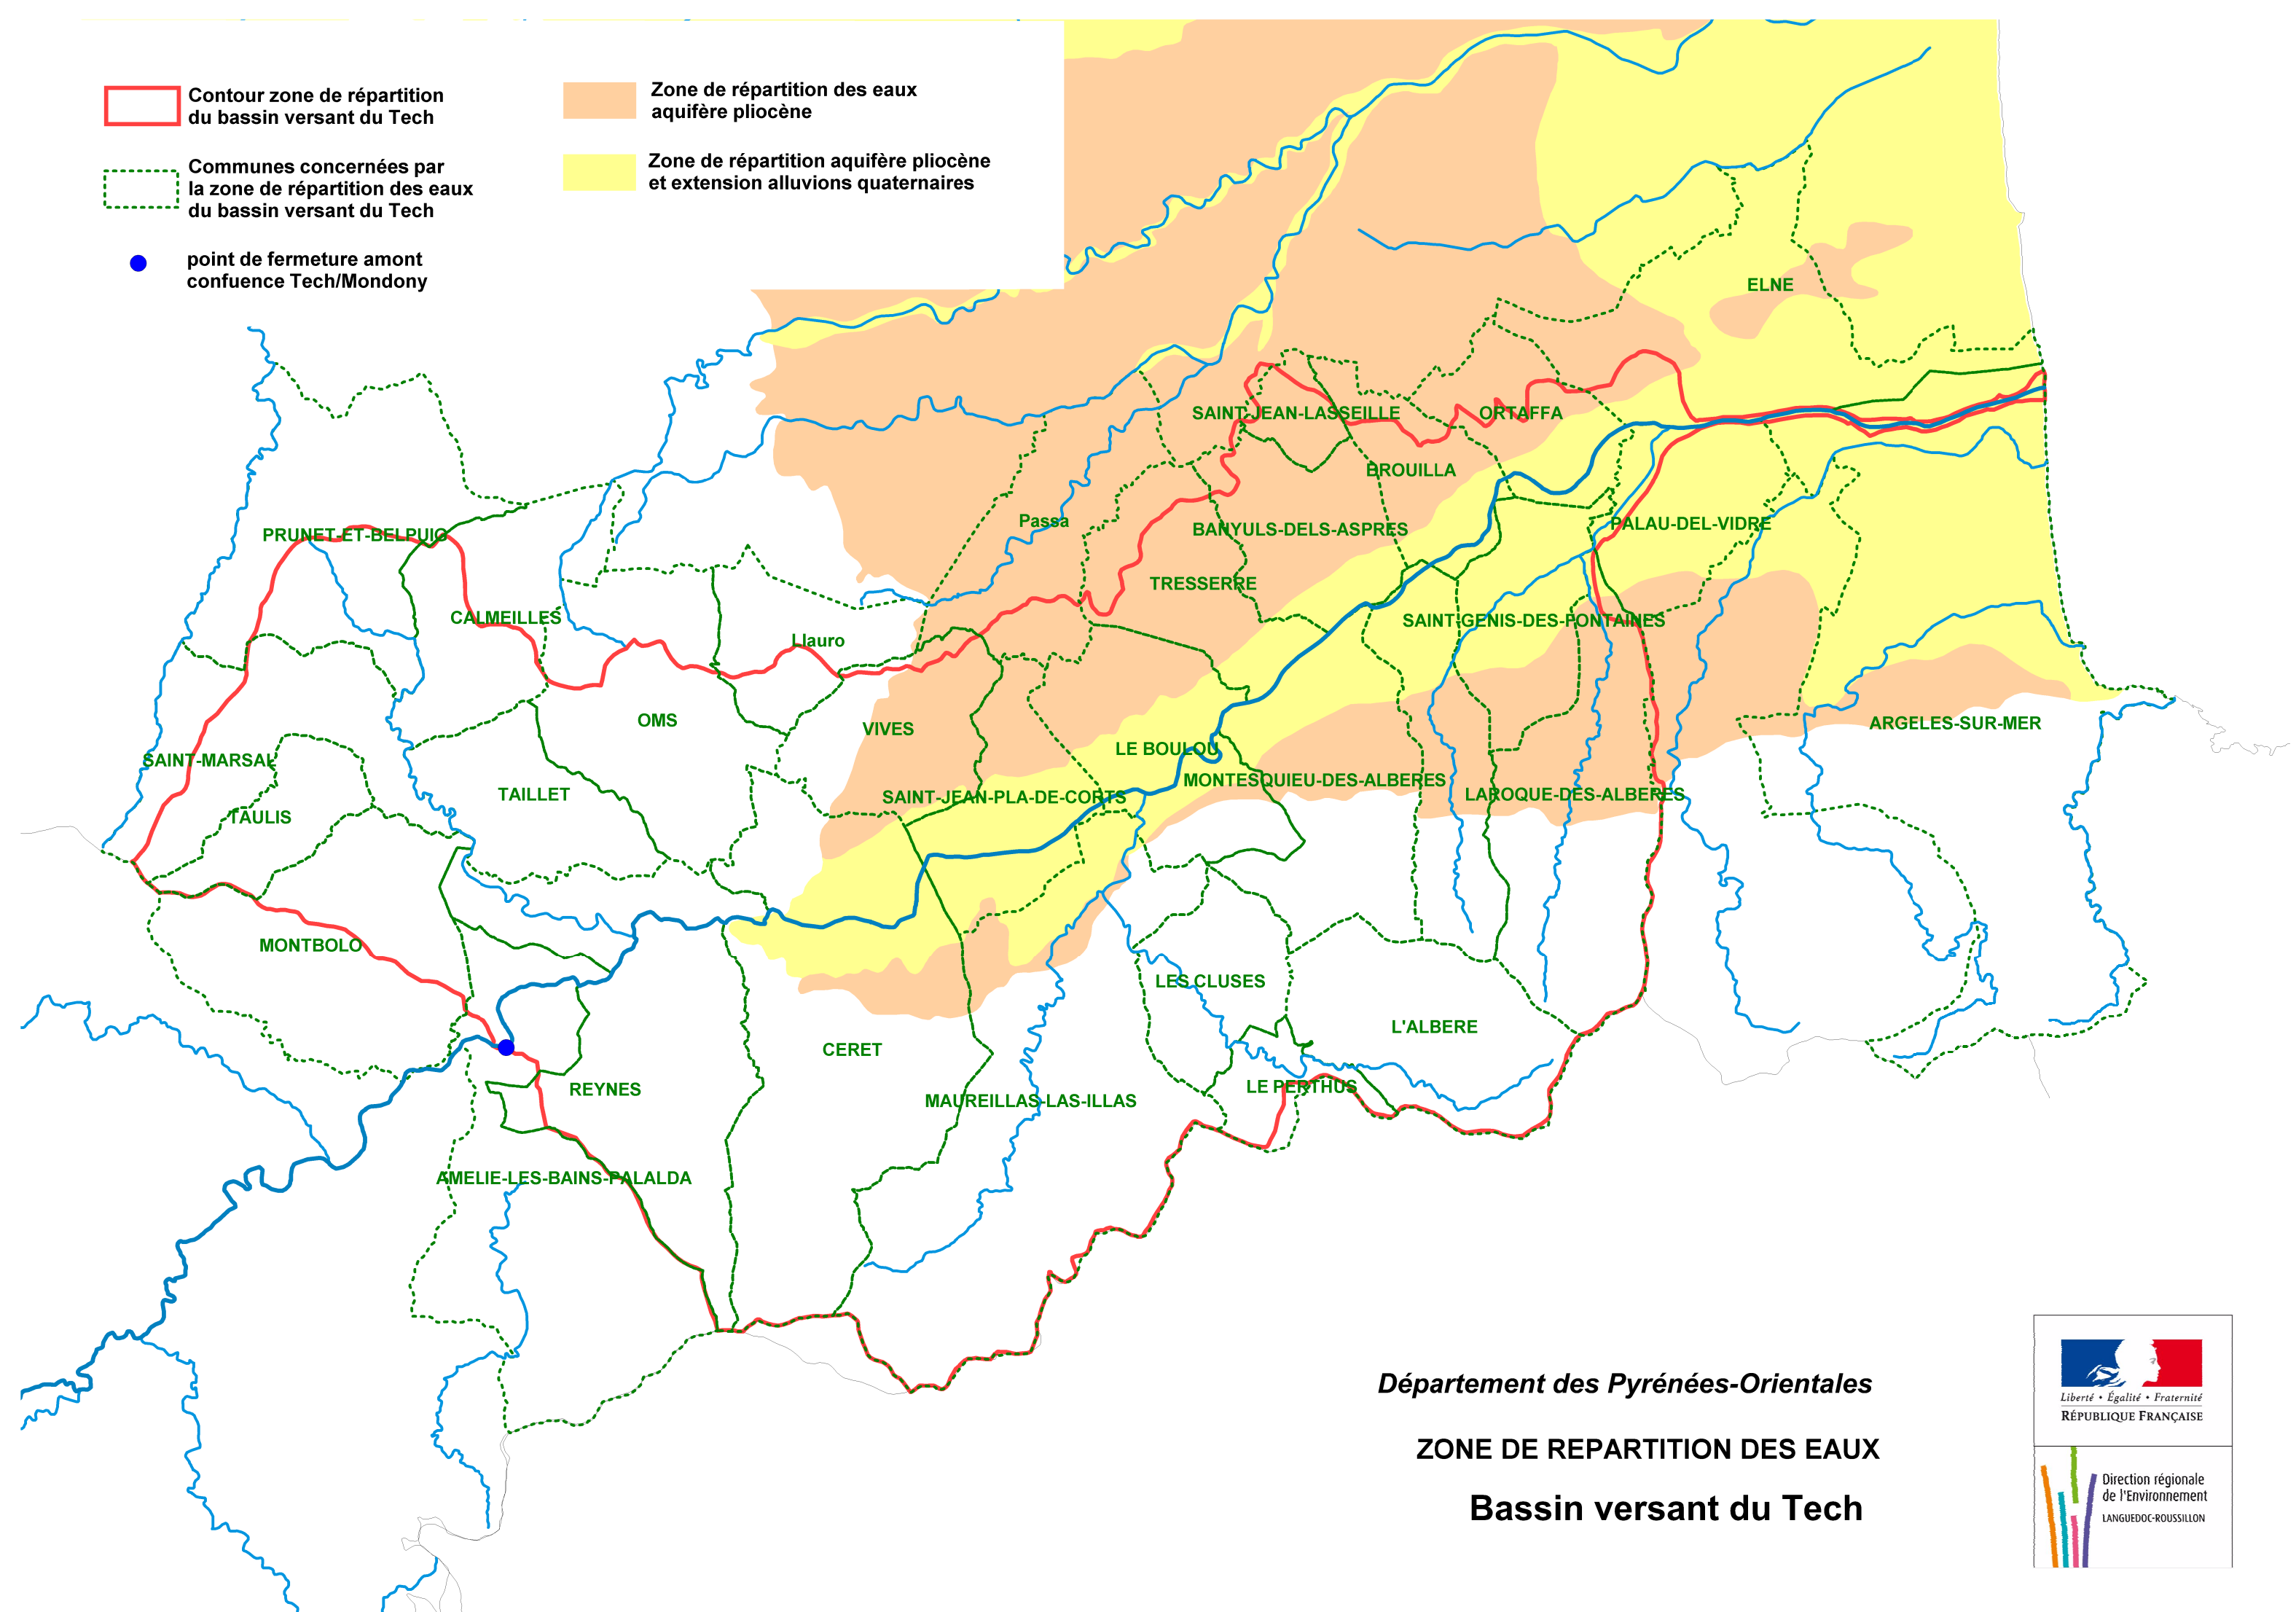 Contour zone de répartition
du bassin versant du Tech
Communes concernées par
la zone de répartition des eaux
du bassin versant du Tech
point de fermeture amont
confuence Tech/Mondony
Zone de répartition des eaux
aquifère pliocène
Zone de répartition aquifère pliocène
et extension alluvions quaternaires
ELNE
SAINT-JEAN-LASSEILLE
ORTAFFA
BROUILLA
Passa
BANYULS-DELS-ASPRES
PALAU-DEL-VIDRE
PRUNET-ET-BELPUIG
TRESSERRE
CALMEILLES
SAINT-GENIS-DES-FONTAINES
Llauro
OMS
VIVES
ARGELES-SUR-MER
LE BOULOU
SAINT-MARSAL
MONTESQUIEU-DES-ALBERES
TAILLET
SAINT-JEAN-PLA-DE-CORTS
LAROQUE-DES-ALBERES
TAULIS
MONTBOLO
LES CLUSES
L'ALBERE
CERET
REYNES
LE PERTHUS
MAUREILLAS-LAS-ILLAS
AMELIE-LES-BAINS-PALALDA
Département des Pyrénées-Orientales
ZONE DE REPARTITION DES EAUX
Bassin versant du Tech
Liberté • Égalité • Fraternité
RÉPUBLIQUE FRANÇAISE
Direction régionale
de l'Environnement
LANGUEDOC-ROUSSILLON